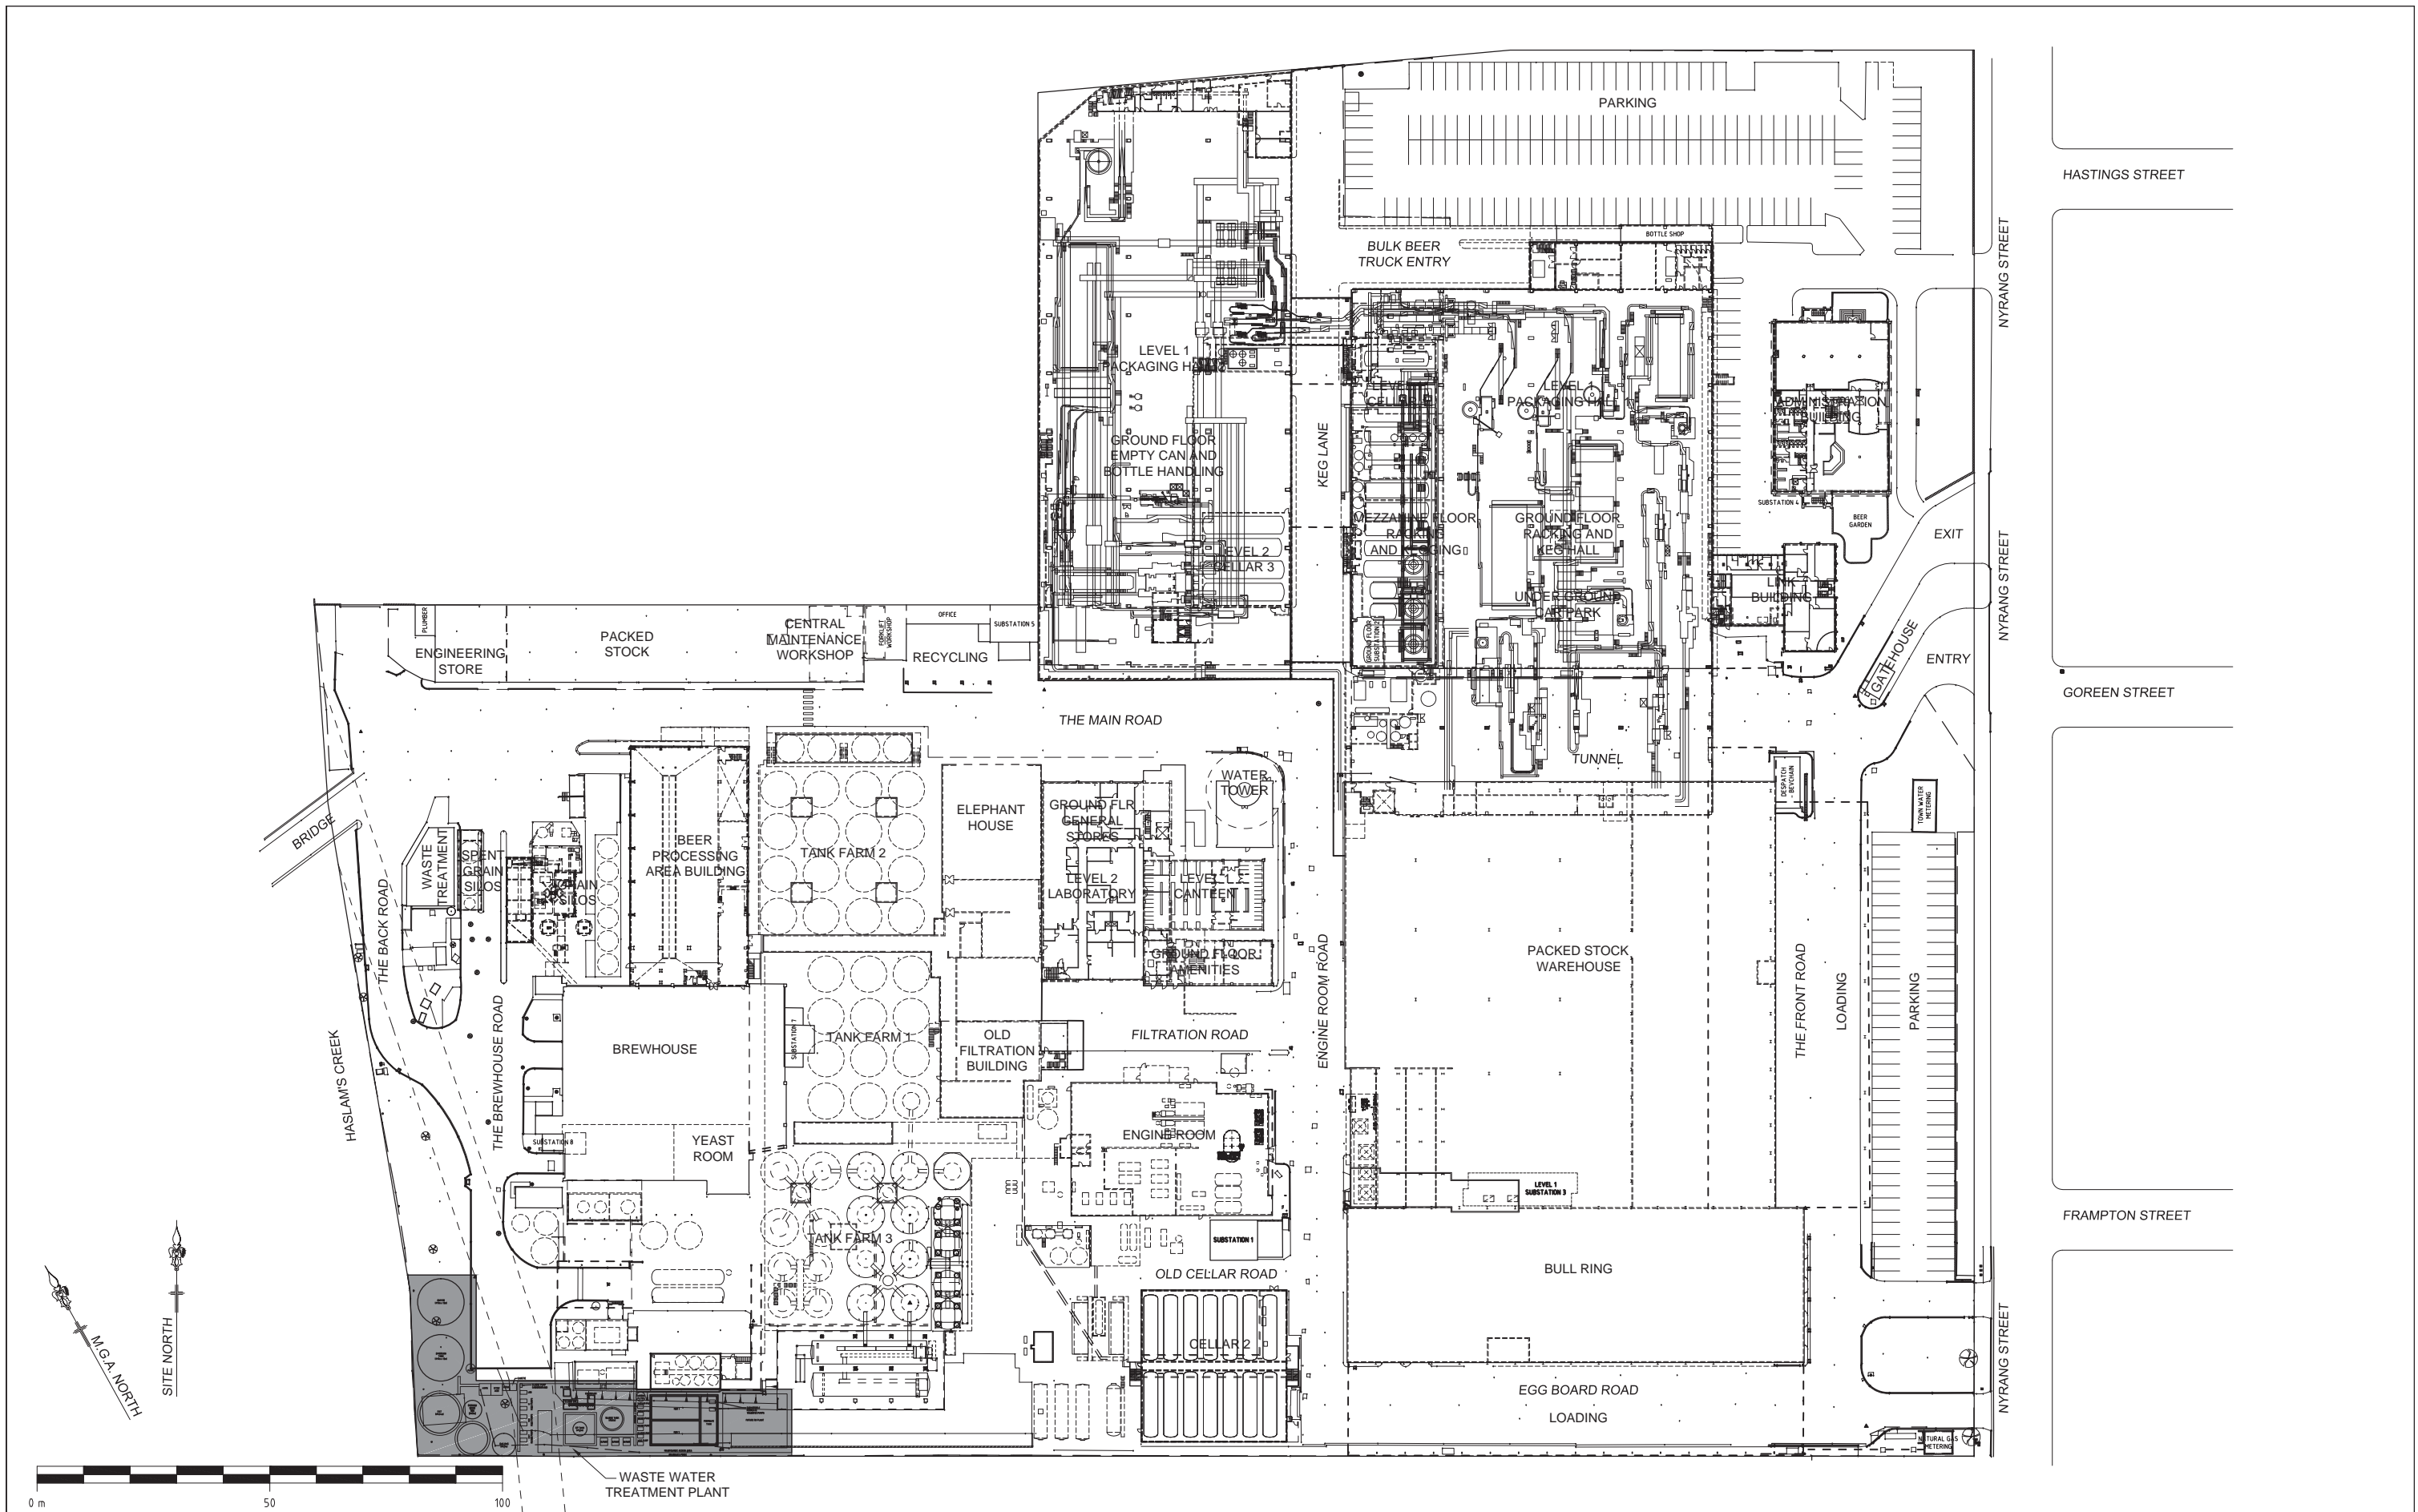 PARKING
HASTINGS STREET
NYRANG STREET
BULK BEER
TRUCK ENTRY
BOTTLE SHOP
LEVEL 1
PACKAGING HALL 2
LEVEL 1
CELLAR
LEVEL 1
PACKAGING HALL
ADMINISTRATION
BUILDING
GROUND FLOOR
EMPTY CAN AND
BOTTLE HANDLING
KEG LANE
SUBSTATION 4
BEER
GARDEN
MEZZANINE FLOOR
RACKING
AND KEGGING
GROUND FLOOR
RACKING AND
KEG HALL
EXIT
NYRANG STREET
LEVEL 2
CELLAR 3
LINK
BUILDING
UNDER GROUND
CAR PARK
GROUND FLOOR
SUBSTATION 2
PLUMBER
ENGINEERING
STORE
PACKED
STOCK
CENTRAL
MAINTENANCE
WORKSHOP
FORKLIFT
WORKSHOP
OFFICE
SUBSTATION 5
RECYCLING
GATEHOUSE
ENTRY
GOREEN STREET
THE MAIN ROAD
TUNNEL
WATER
TOWER
DESPATCH
- BEVCHAIN
TOWN WATER
METERING
BRIDGE
WASTE
TREATMENT
SPENT
GRAIN
SILOS
GRAIN
SILOS
BEER
PROCESSING
AREA BUILDING
TANK FARM 2
ELEPHANT
HOUSE
GROUND FLR
GENERAL
STORES
LEVEL 2
LABORATORY
LEVEL 1
CANTEEN
GROUND FLOOR
AMENITIES
THE BACK ROAD
ENGINE ROOM ROAD
PACKED STOCK
WAREHOUSE
THE FRONT ROAD
LOADING
PARKING
HASLAM'S CREEK
THE BREWHOUSE ROAD
BREWHOUSE
SUBSTATION 7
TANK FARM 1
OLD
FILTRATION
BUILDING
FILTRATION ROAD
SUBSTATION 8
YEAST
ROOM
ENGINE ROOM
LEVEL 1
SUBSTATION 3
FRAMPTON STREET
TANK FARM 3
SUBSTATION 1
OLD CELLAR ROAD
BULL RING
M.G.A. NORTH
SITE NORTH
CELLAR 2
NYRANG STREET
EGG BOARD ROAD
LOADING
NATURAL GAS
METERING
WASTE WATER
TREATMENT PLANT
0 m
50
100